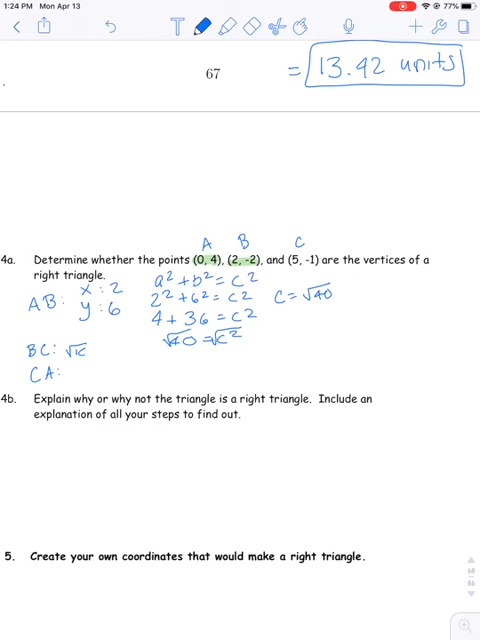 1:24 PM Mon Apr 13
77%
67
= 13.42 units
A B C
4a. Determine whether the points (0, 4), (2, -2), and (5, -1) are the vertices of a
right triangle.
a² + b² = c²
AB: x: 2
y: 6
2² + 6² = c2
c = √40
4 + 36 = c2
√40 = √c²
BC: √10
CA:
4b. Explain why or why not the triangle is a right triangle. Include an
explanation of all your steps to find out.
5. Create your own coordinates that would make a right triangle.
68
86